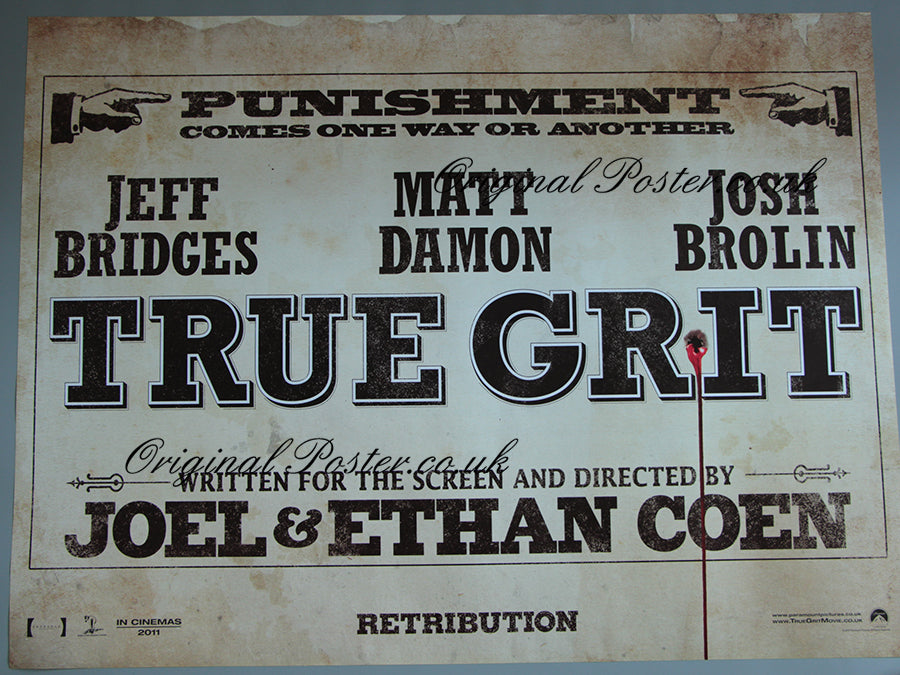 PUNISHMENT
COMES ONE WAY OR ANOTHER
Original Poster.co.uk
JEFF BRIDGES
MATT DAMON
JOSH BROLIN
TRUE GRIT
Original Poster.co.uk
WRITTEN FOR THE SCREEN AND DIRECTED BY
JOEL & ETHAN COEN
IN CINEMAS
2011
RETRIBUTION
www.paramountpictures.co.uk
www.TrueGritMovie.co.uk